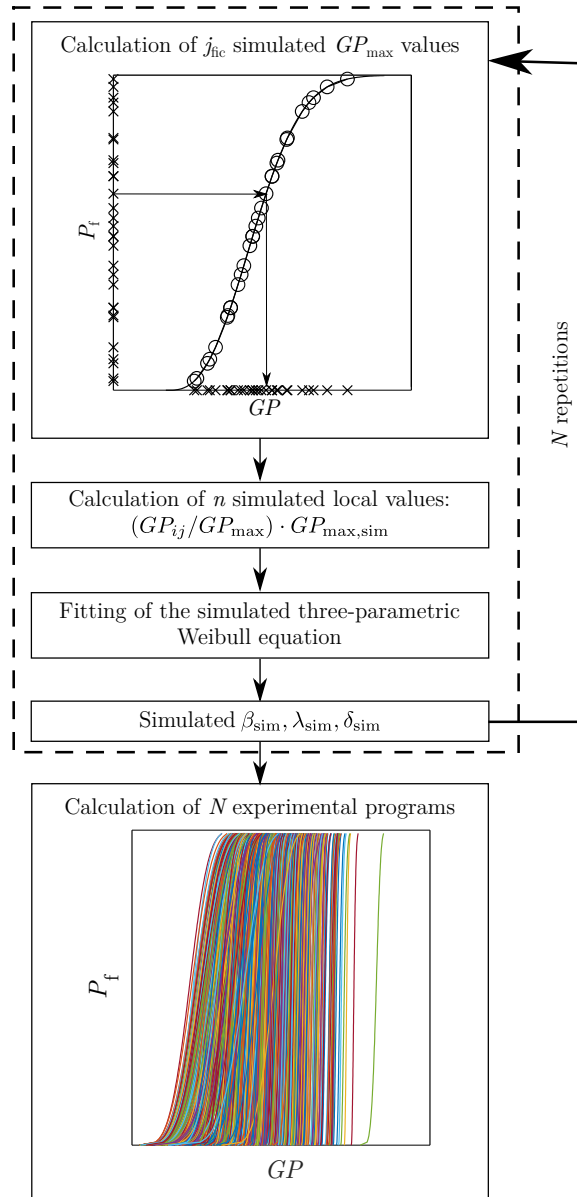 Calculation of j_fic simulated GP_max values
P_f
GP
N repetitions
Calculation of n simulated local values:
(GP_ij/GP_max) · GP_max,sim
Fitting of the simulated three-parametric
Weibull equation
Simulated β_sim, λ_sim, δ_sim
Calculation of N experimental programs
P_f
GP